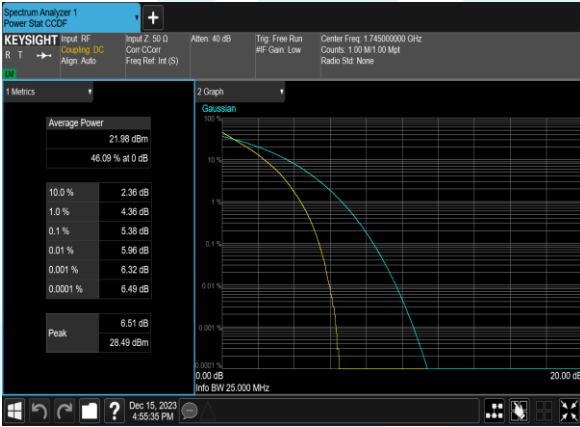 Spectrum Analyzer 1
Power Stat CCDF
KEYSIGHT
R T
LV
Input: RF
Coupling: DC
Align: Auto
Input Z: 50 Ω
Corr CCorr
Freq Ref: Int (S)
Atten: 40 dB
Trig: Free Run
#IF Gain: Low
Center Freq: 1.745000000 GHz
Counts: 1.00 M/1.00 Mpt
Radio Std: None
1 Metrics
Average Power
21.98 dBm
46.09 % at 0 dB
10.0 % 2.36 dB
1.0 % 4.36 dB
0.1 % 5.38 dB
0.01 % 5.96 dB
0.001 % 6.32 dB
0.0001 % 6.49 dB
Peak
6.51 dB
28.49 dBm
2 Graph
Gaussian
100 %
10 %
1 %
0.1 %
0.01 %
0.001 %
0.0001 %
0.00 dB
20.00 dB
Info BW 25.000 MHz
?
Dec 15, 2023
4:55:35 PM